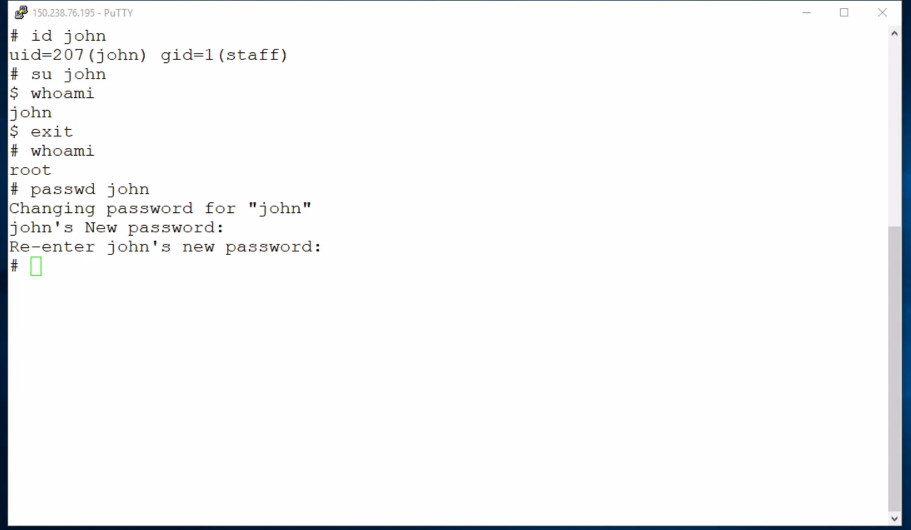 150.238.76.195 - PuTTY
# id john
uid=207(john) gid=1(staff)
# su john
$ whoami
john
$ exit
# whoami
root
# passwd john
Changing password for "john"
john's New password:
Re-enter john's new password:
#